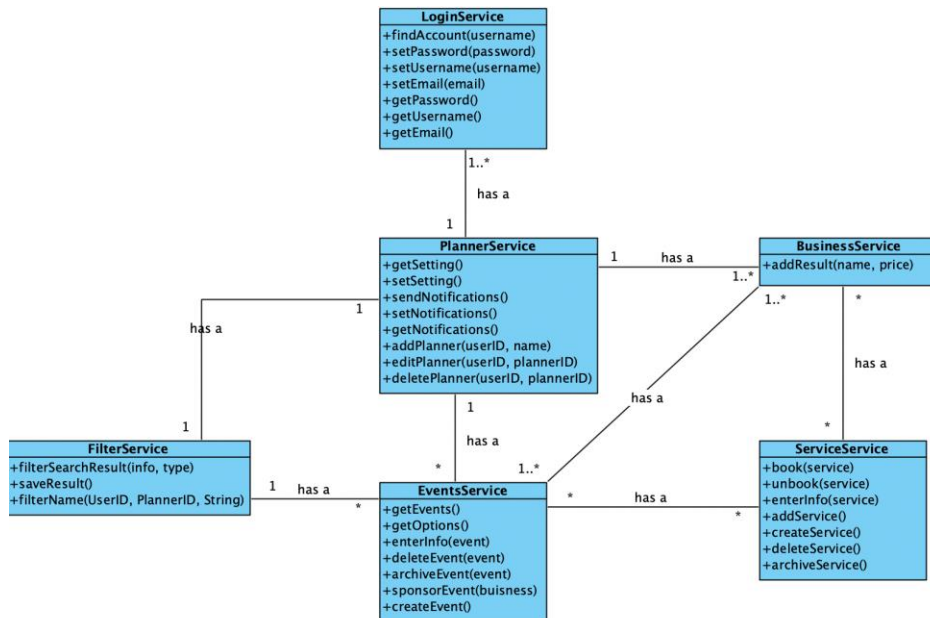 LoginService
+findAccount(username)
+setPassword(password)
+setUsername(username)
+setEmail(email)
+getPassword()
+getUsername()
+getEmail()
1..*
has a
1
PlannerService
+getSetting()
+setSetting()
+sendNotifications()
+setNotifications()
+getNotifications()
+addPlanner(userID, name)
+editPlanner(userID, plannerID)
+deletePlanner(userID, plannerID)
1
has a
1..*
BusinessService
+addResult(name, price)
1
has a
1
1
has a
*
1..*
has a
1..*
*
has a
*
FilterService
+filterSearchResult(info, type)
+saveResult()
+filterName(UserID, PlannerID, String)
1
has a
*
EventsService
+getEvents()
+getOptions()
+enterInfo(event)
+deleteEvent(event)
+archiveEvent(event)
+sponsorEvent(buisness)
+createEvent()
*
has a
*
ServiceService
+book(service)
+unbook(service)
+enterInfo(service)
+addService()
+createService()
+deleteService()
+archiveService()